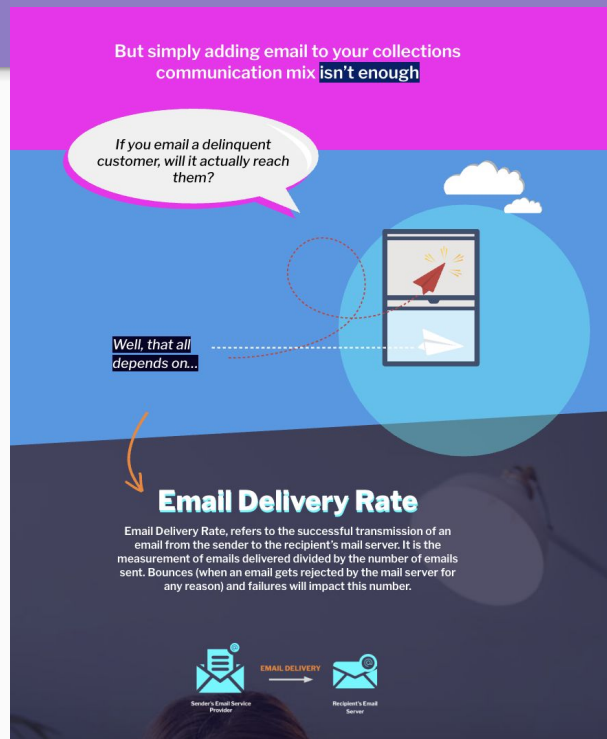 But simply adding email to your collections
communication mix isn't enough
If you email a delinquent
customer, will it actually reach
them?
Well, that all
depends on...
Email Delivery Rate
Email Delivery Rate, refers to the successful transmission of an
email from the sender to the recipient's mail server. It is the
measurement of emails delivered divided by the number of emails
sent. Bounces (when an email gets rejected by the mail server for
any reason) and failures will impact this number.
@
EMAIL DELIVERY
@
Sender's Email Service
Provider
Recipient's Email
Server